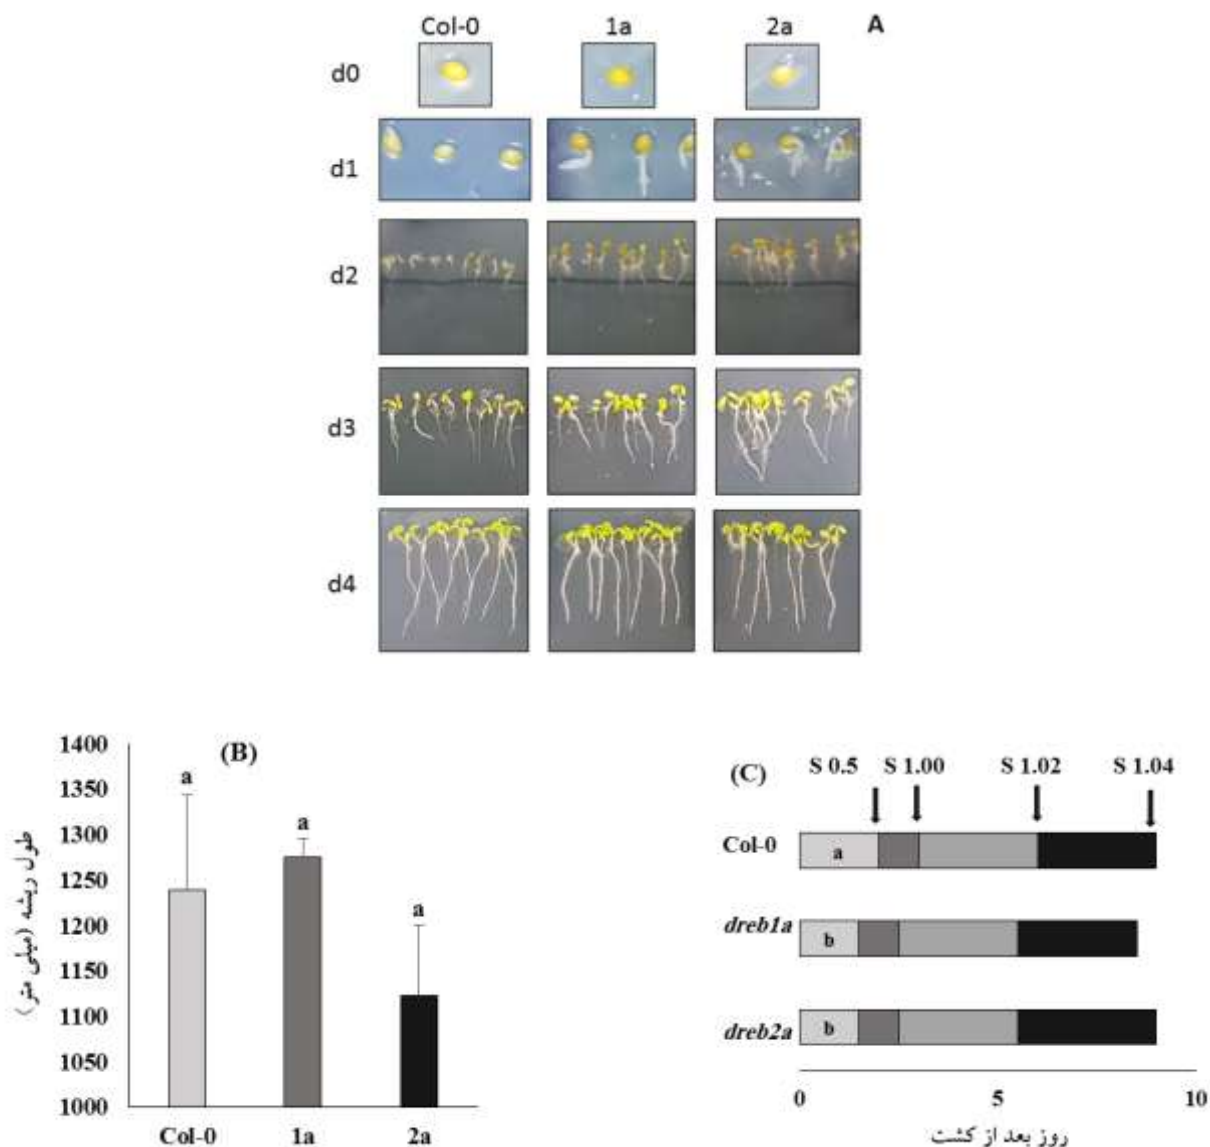 Col-0 1a 2a A
d0
d1
d2
d3
d4
(B)
1400
1350
1300
1250
1200
1150
1100
1050
1000
طول ریشه (میلی متر)
a
a
a
Col-0 1a 2a
(C)
S 0.5 S 1.00 S 1.02 S 1.04
Col-0
a
dreb1a
b
dreb2a
b
0 5 10
روز بعد از کشت